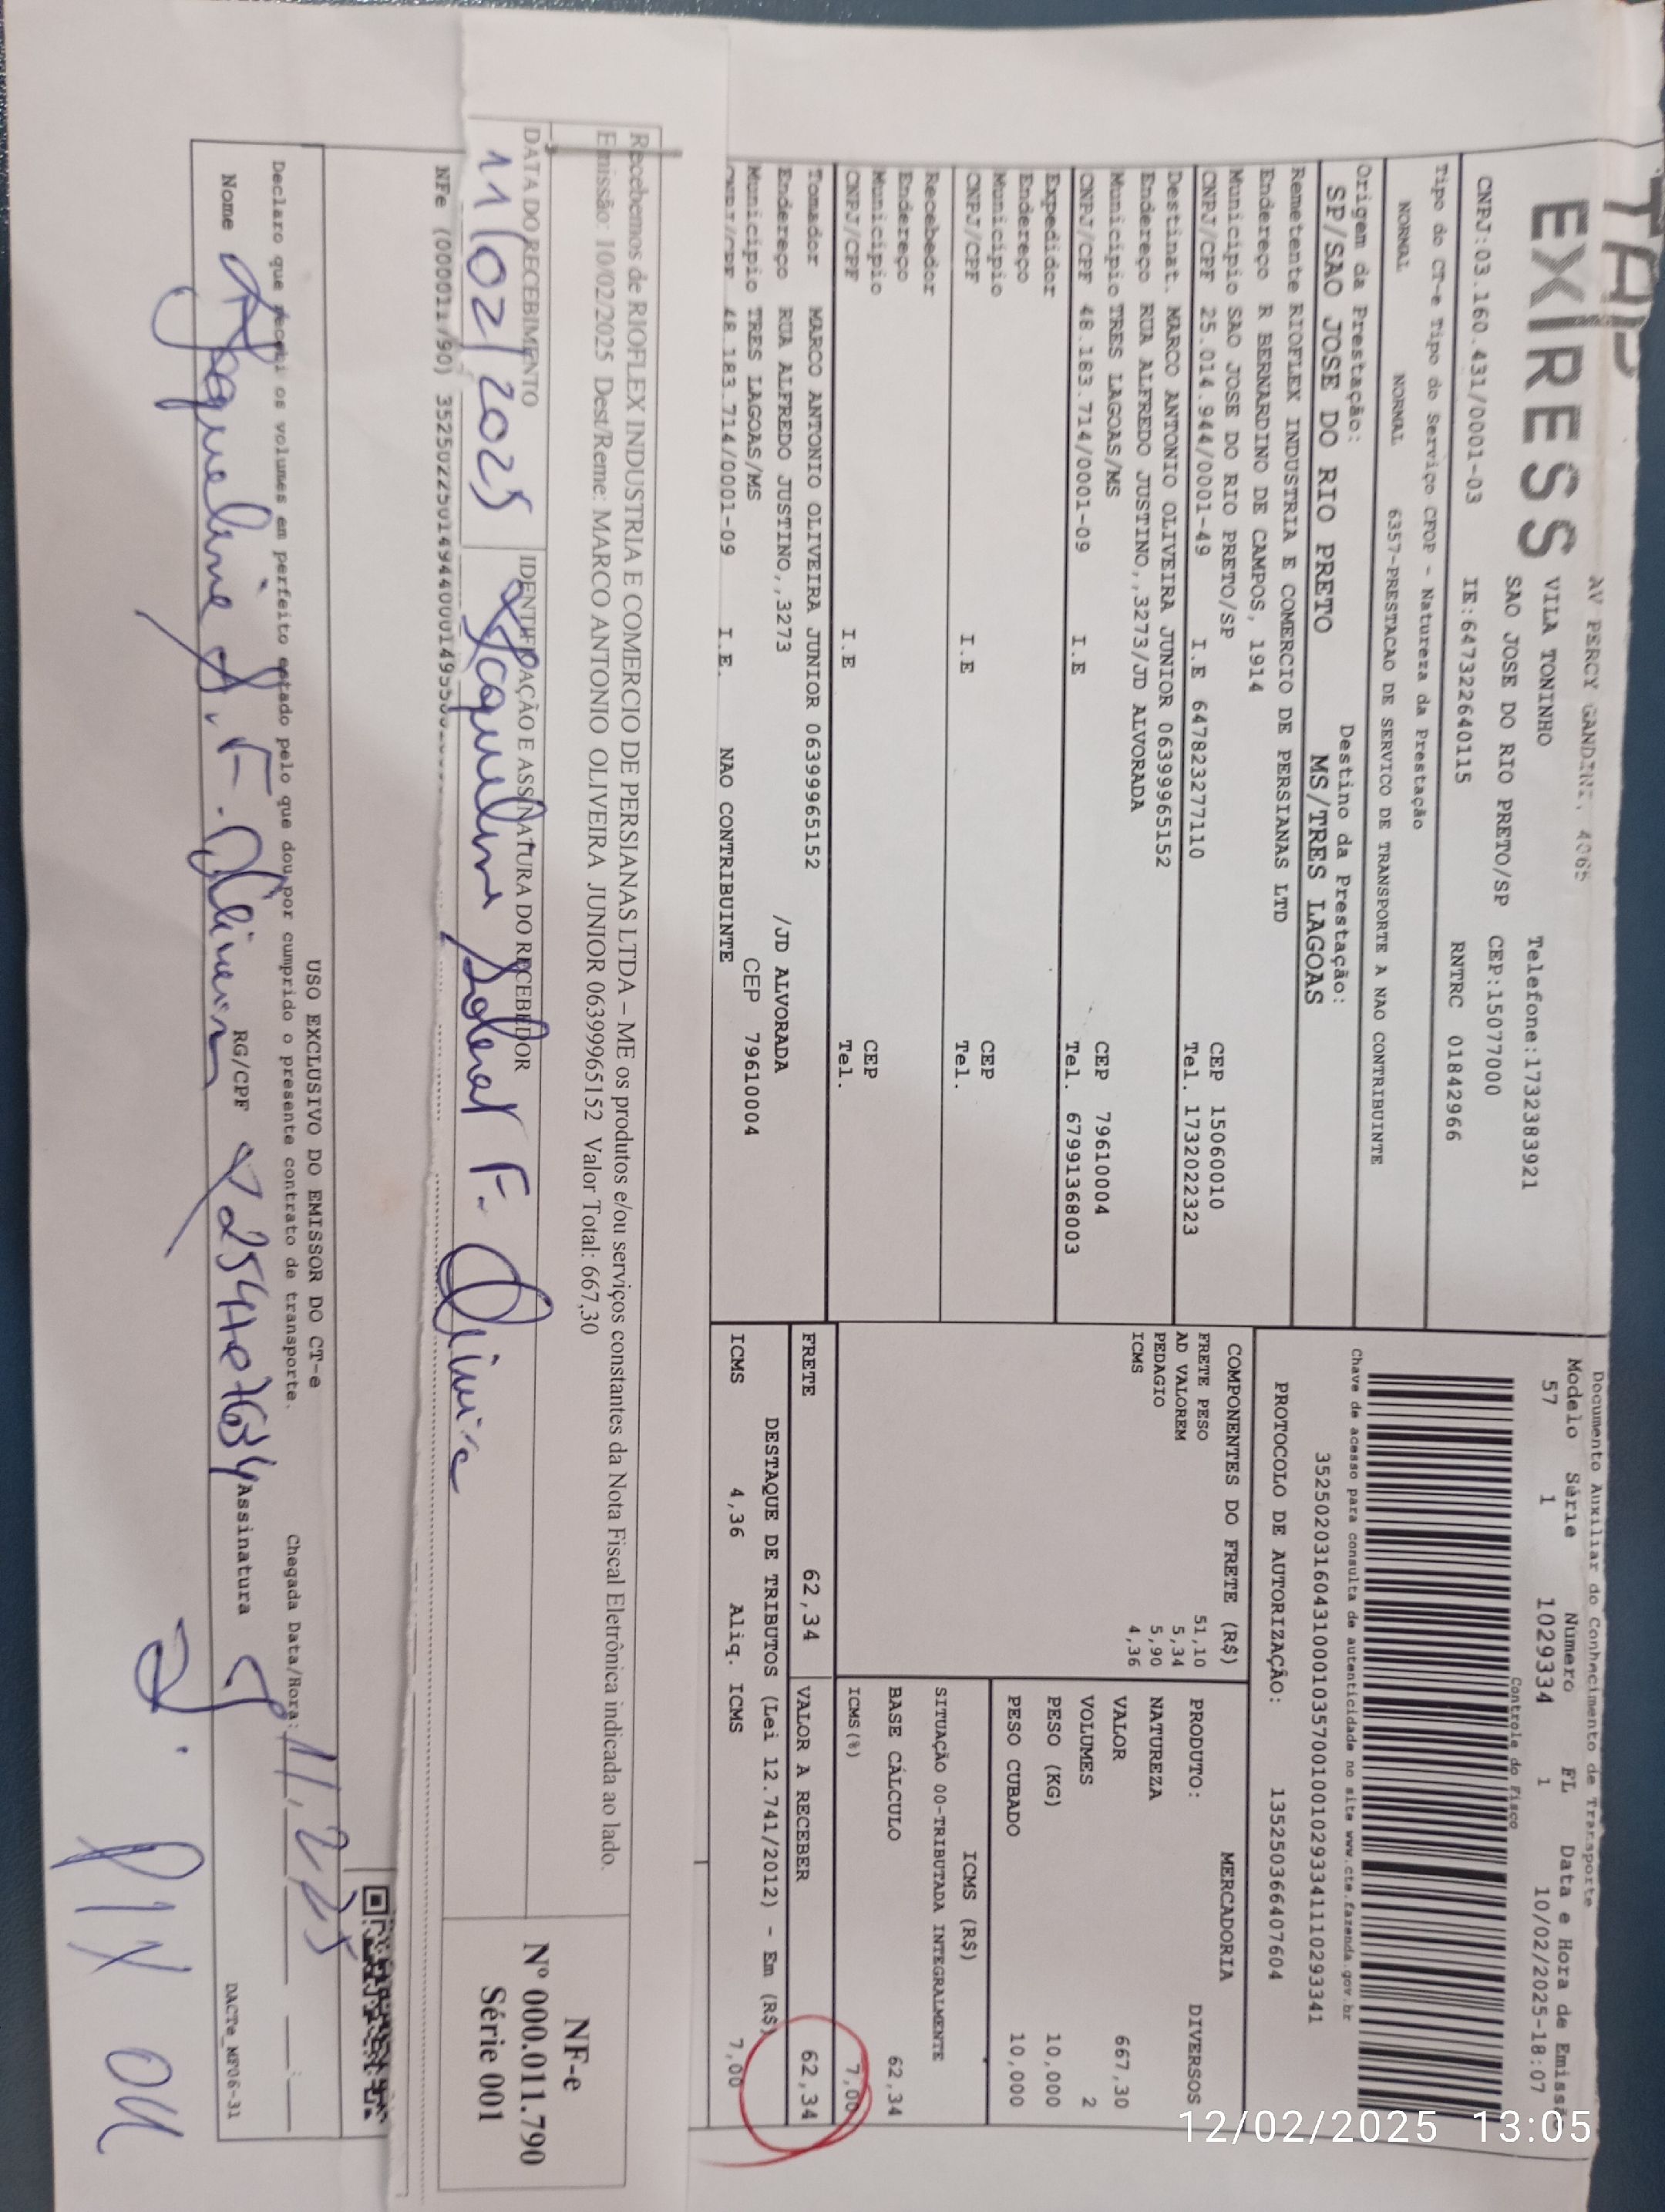 TAP
EXPRESS
AV PERCY GANDINI, 4065
VILA TONINHO
SAO JOSE DO RIO PRETO/SP
Telefone:1732383921
CEP:15077000
CNPJ:03.160.431/0001-03 IE:647322640115 RNTRC 01842966
Tipo do CT-e Tipo do Serviço CFOP - Natureza da Prestação
NORMAL NORMAL 6357-PRESTACAO DE SERVICO DE TRANSPORTE A NAO CONTRIBUINTE
Origem da Prestação: Destino da Prestação:
SP/SAO JOSE DO RIO PRETO MS/TRES LAGOAS
Documento Auxiliar do Conhecimento de Transporte
Modelo Série Número FL Data e Hora de Emissã
57 1 1029334 1 10/02/2025-18:07
Controle do Fisco
Chave de acesso para consulta de autenticidade no site www.cte.fazenda.gov.br
PROTOCOLO DE AUTORIZAÇÃO: 135250366407604
Remetente RIOFLEX INDUSTRIA E COMERCIO DE PERSIANAS LTD
Endereço R BERNARDINO DE CAMPOS, 1914
Município SAO JOSE DO RIO PRETO/SP CEP 15060010
CNPJ/CPF 25.014.944/0001-49 I.E 647823277110 Tel. 1732022323
Destinat. MARCO ANTONIO OLIVEIRA JUNIOR 06399965152
Endereço RUA ALFREDO JUSTINO,,3273/JD ALVORADA
Município TRES LAGOAS/MS CEP 79610004
CNPJ/CPF 48.183.714/0001-09 I.E Tel. 67991368003
Expedidor
Endereço
Município CEP
CNPJ/CPF I.E Tel.
Recebedor
Endereço
Município CEP
CNPJ/CPF I.E Tel.
Tomador MARCO ANTONIO OLIVEIRA JUNIOR 06399965152
Endereço RUA ALFREDO JUSTINO,,3273 /JD ALVORADA
Município TRES LAGOAS/MS CEP 79610004
CNPJ/CPF 48.183.714/0001-09 I.E. NAO CONTRIBUINTE
COMPONENTES DO FRETE (R$)
FRETE PESO 51,10
AD VALOREM 5,34
PEDAGIO 5,90
ICMS 4,36
MERCADORIA
PRODUTO: DIVERSOS
NATUREZA
VALOR 667,30
VOLUMES 2
PESO (KG) 10,000
PESO CUBADO 10,000
ICMS (R$)
SITUAÇÃO 00-TRIBUTADA INTEGRALMENTE
BASE CÁLCULO 62,34
ICMS(%) 7,00
FRETE 62,34 VALOR A RECEBER 62,34
DESTAQUE DE TRIBUTOS (Lei 12.741/2012) - Em (R$)
ICMS 4,36 Aliq. ICMS 7,00
Recebemos de RIOFLEX INDUSTRIA E COMERCIO DE PERSIANAS LTDA – ME os produtos e/ou serviços constantes da Nota Fiscal Eletrônica indicada ao lado.
Emissão: 10/02/2025 Dest/Reme: MARCO ANTONIO OLIVEIRA JUNIOR 06399965152 Valor Total: 667,30
DATA DO RECEBIMENTO IDENTIFICAÇÃO E ASSINATURA DO RECEBEDOR
11/02/2025 F.
NF-e
Nº 000.011.790
Série 001
NFe (000011790)
USO EXCLUSIVO DO EMISSOR DO CT-e
Declaro que recebi os volumes em perfeito estado pelo que dou por cumprido o presente contrato de transporte. Chegada Data/Hora: 11, 2, 25
Nome RG/CPF Assinatura
DACTe_MF06-31
PIX
12/02/2025 13:05